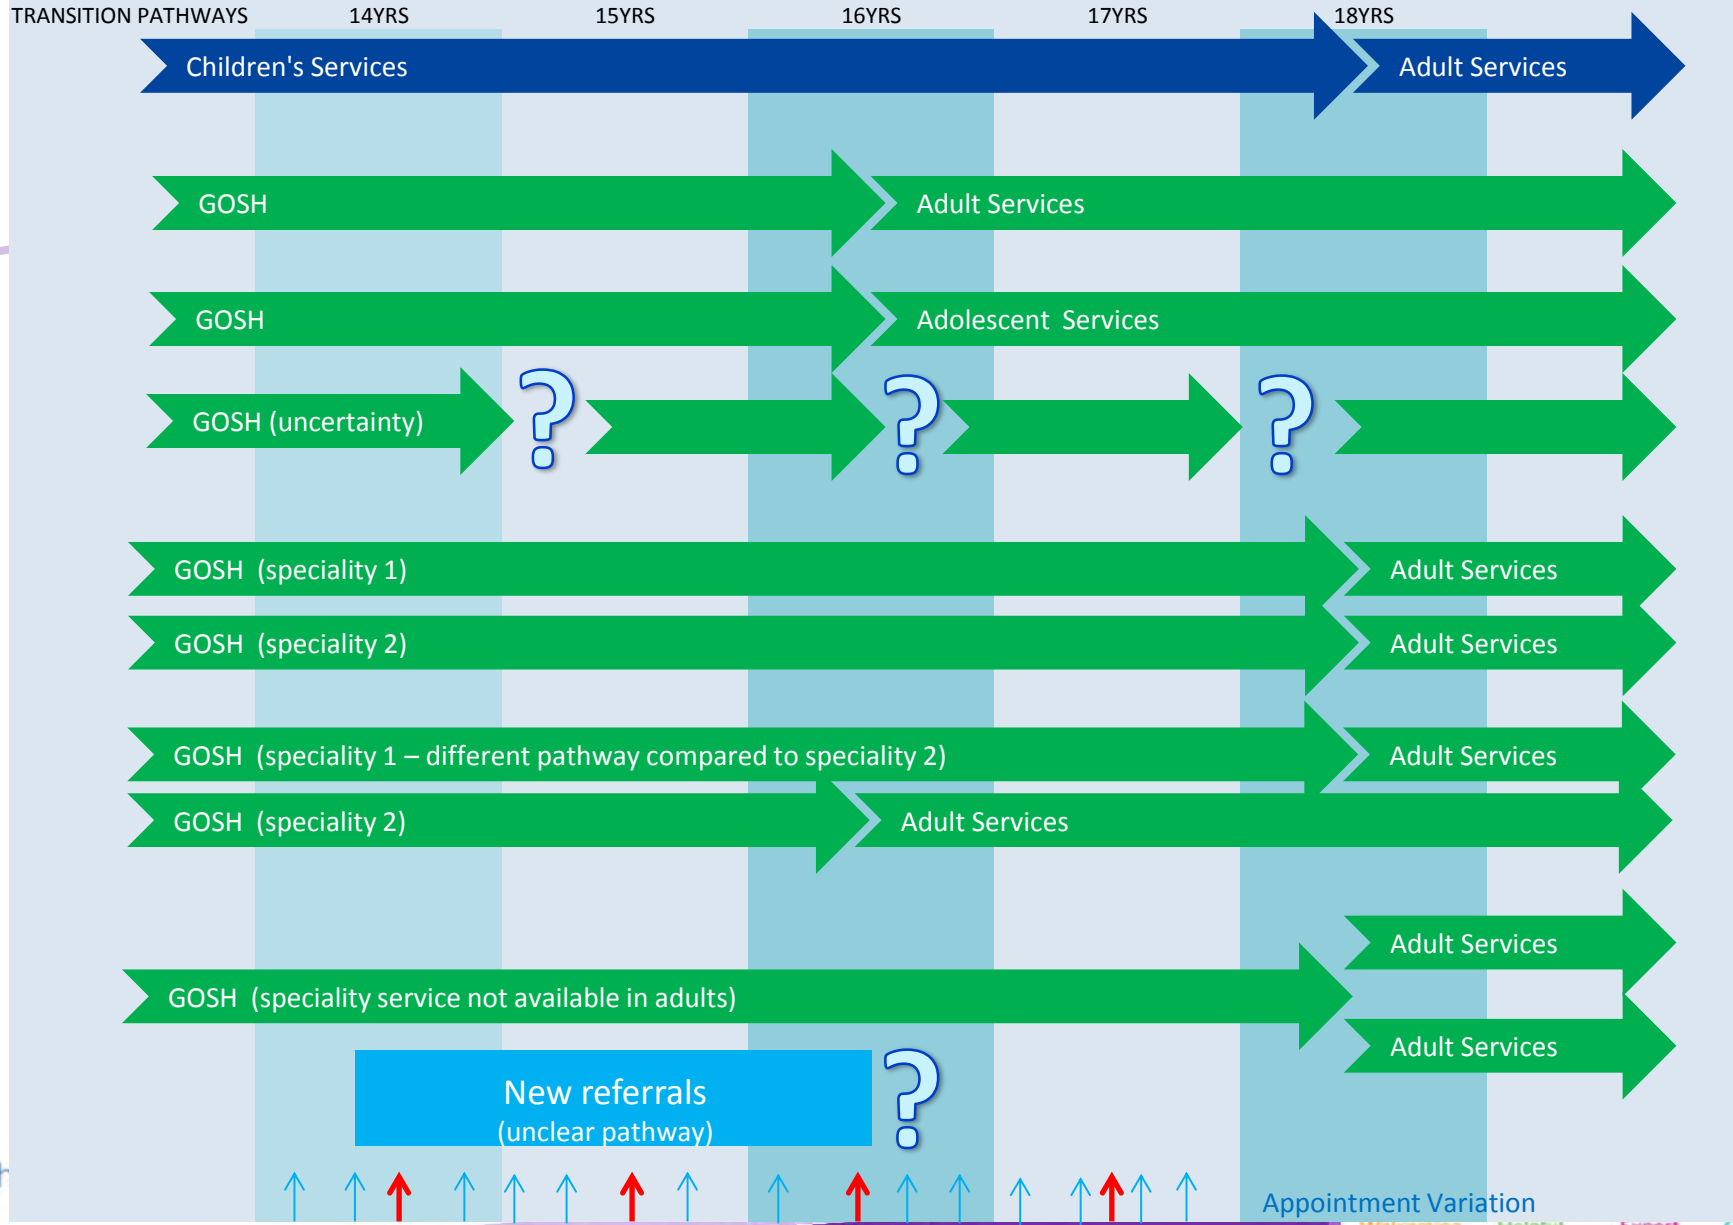 TRANSITION PATHWAYS 14YRS 15YRS 16YRS 17YRS 18YRS
Children's Services Adult Services
GOSH Adult Services
GOSH Adolescent Services
GOSH (uncertainty) ? ? ?
GOSH (speciality 1) Adult Services
GOSH (speciality 2) Adult Services
GOSH (speciality 1 – different pathway compared to speciality 2) Adult Services
GOSH (speciality 2) Adult Services
Adult Services
GOSH (speciality service not available in adults)
Adult Services
New referrals ?
(unclear pathway)
Appointment Variation